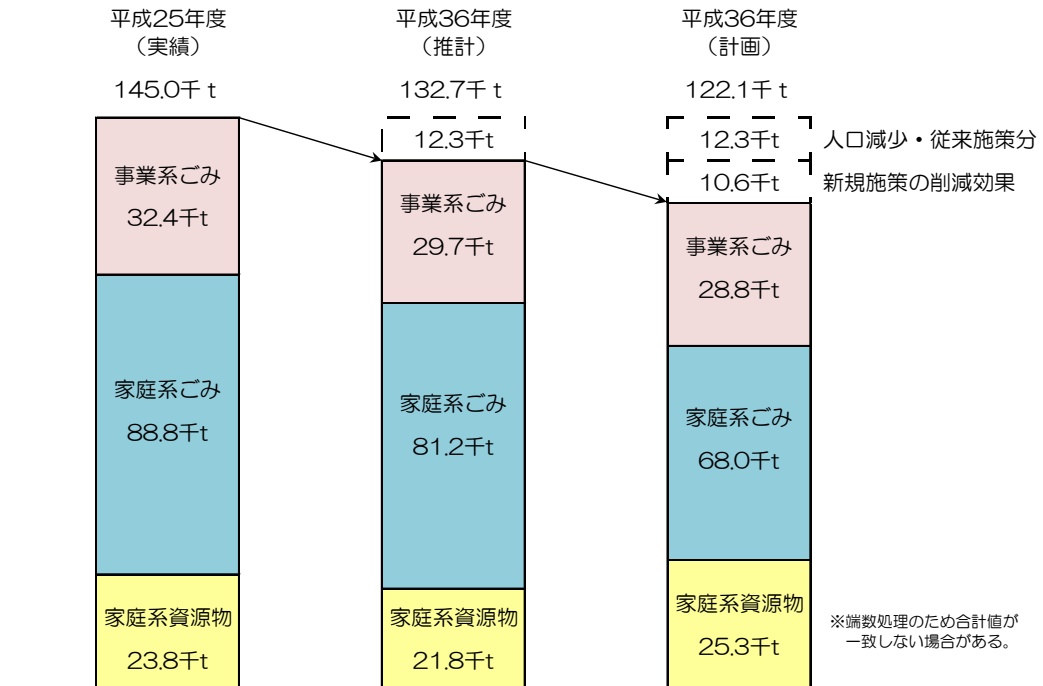 平成25年度
（実績）
145.0千ｔ
平成36年度
（推計）
132.7千ｔ
平成36年度
（計画）
122.1千ｔ
事業系ごみ
32.4千t
家庭系ごみ
88.8千t
家庭系資源物
23.8千t
12.3千t
事業系ごみ
29.7千t
家庭系ごみ
81.2千t
家庭系資源物
21.8千t
12.3千t
人口減少・従来施策分
10.6千t
新規施策の削減効果
事業系ごみ
28.8千t
家庭系ごみ
68.0千t
家庭系資源物
25.3千t
※端数処理のため合計値が
一致しない場合がある。